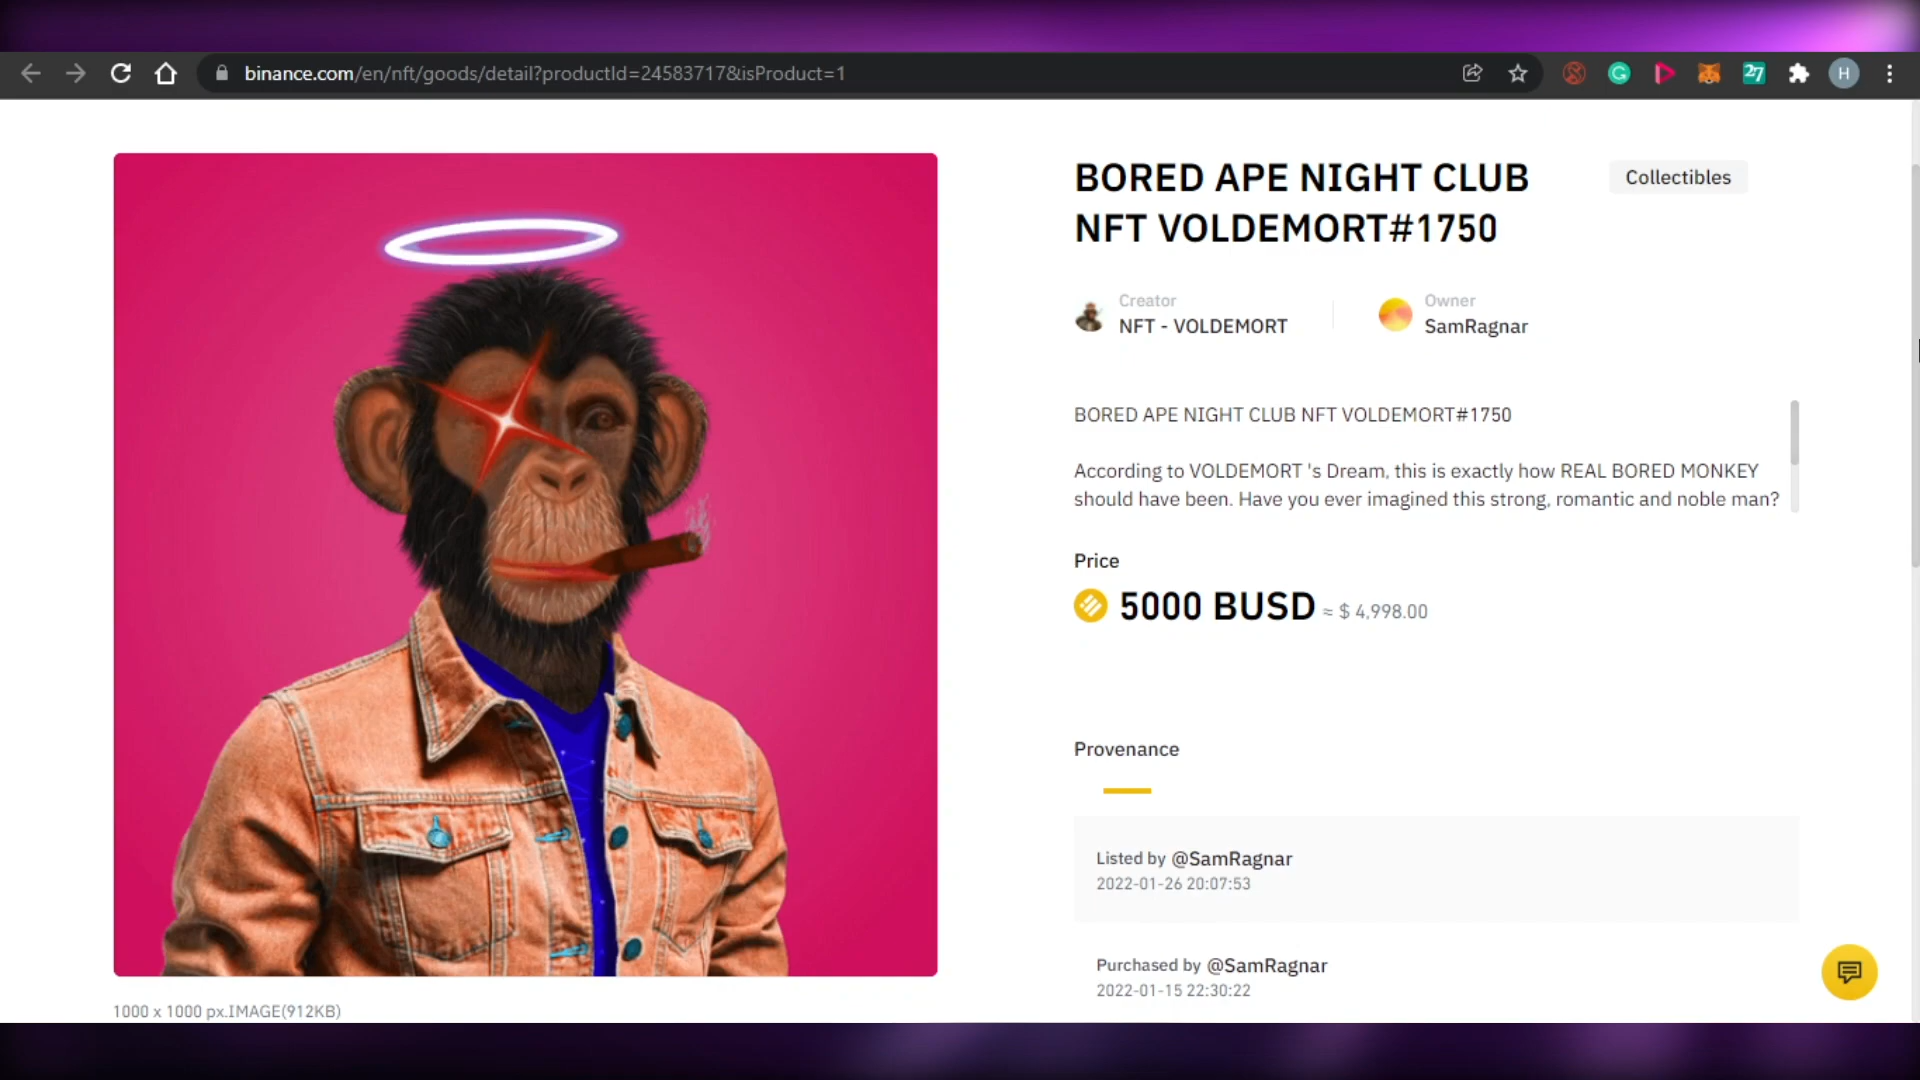 binance.com/en/nft/goods/detail?productId=24583717&isProduct=1
27
H
BORED APE NIGHT CLUB
NFT VOLDEMORT#1750
Collectibles
Creator
NFT - VOLDEMORT
Owner
SamRagnar
BORED APE NIGHT CLUB NFT VOLDEMORT#1750
According to VOLDEMORT 's Dream, this is exactly how REAL BORED MONKEY
should have been. Have you ever imagined this strong, romantic and noble man?
Price
5000 BUSD ≈ $ 4,998.00
Provenance
Listed by @SamRagnar
2022-01-26 20:07:53
Purchased by @SamRagnar
2022-01-15 22:30:22
1000 x 1000 px.IMAGE(912KB)